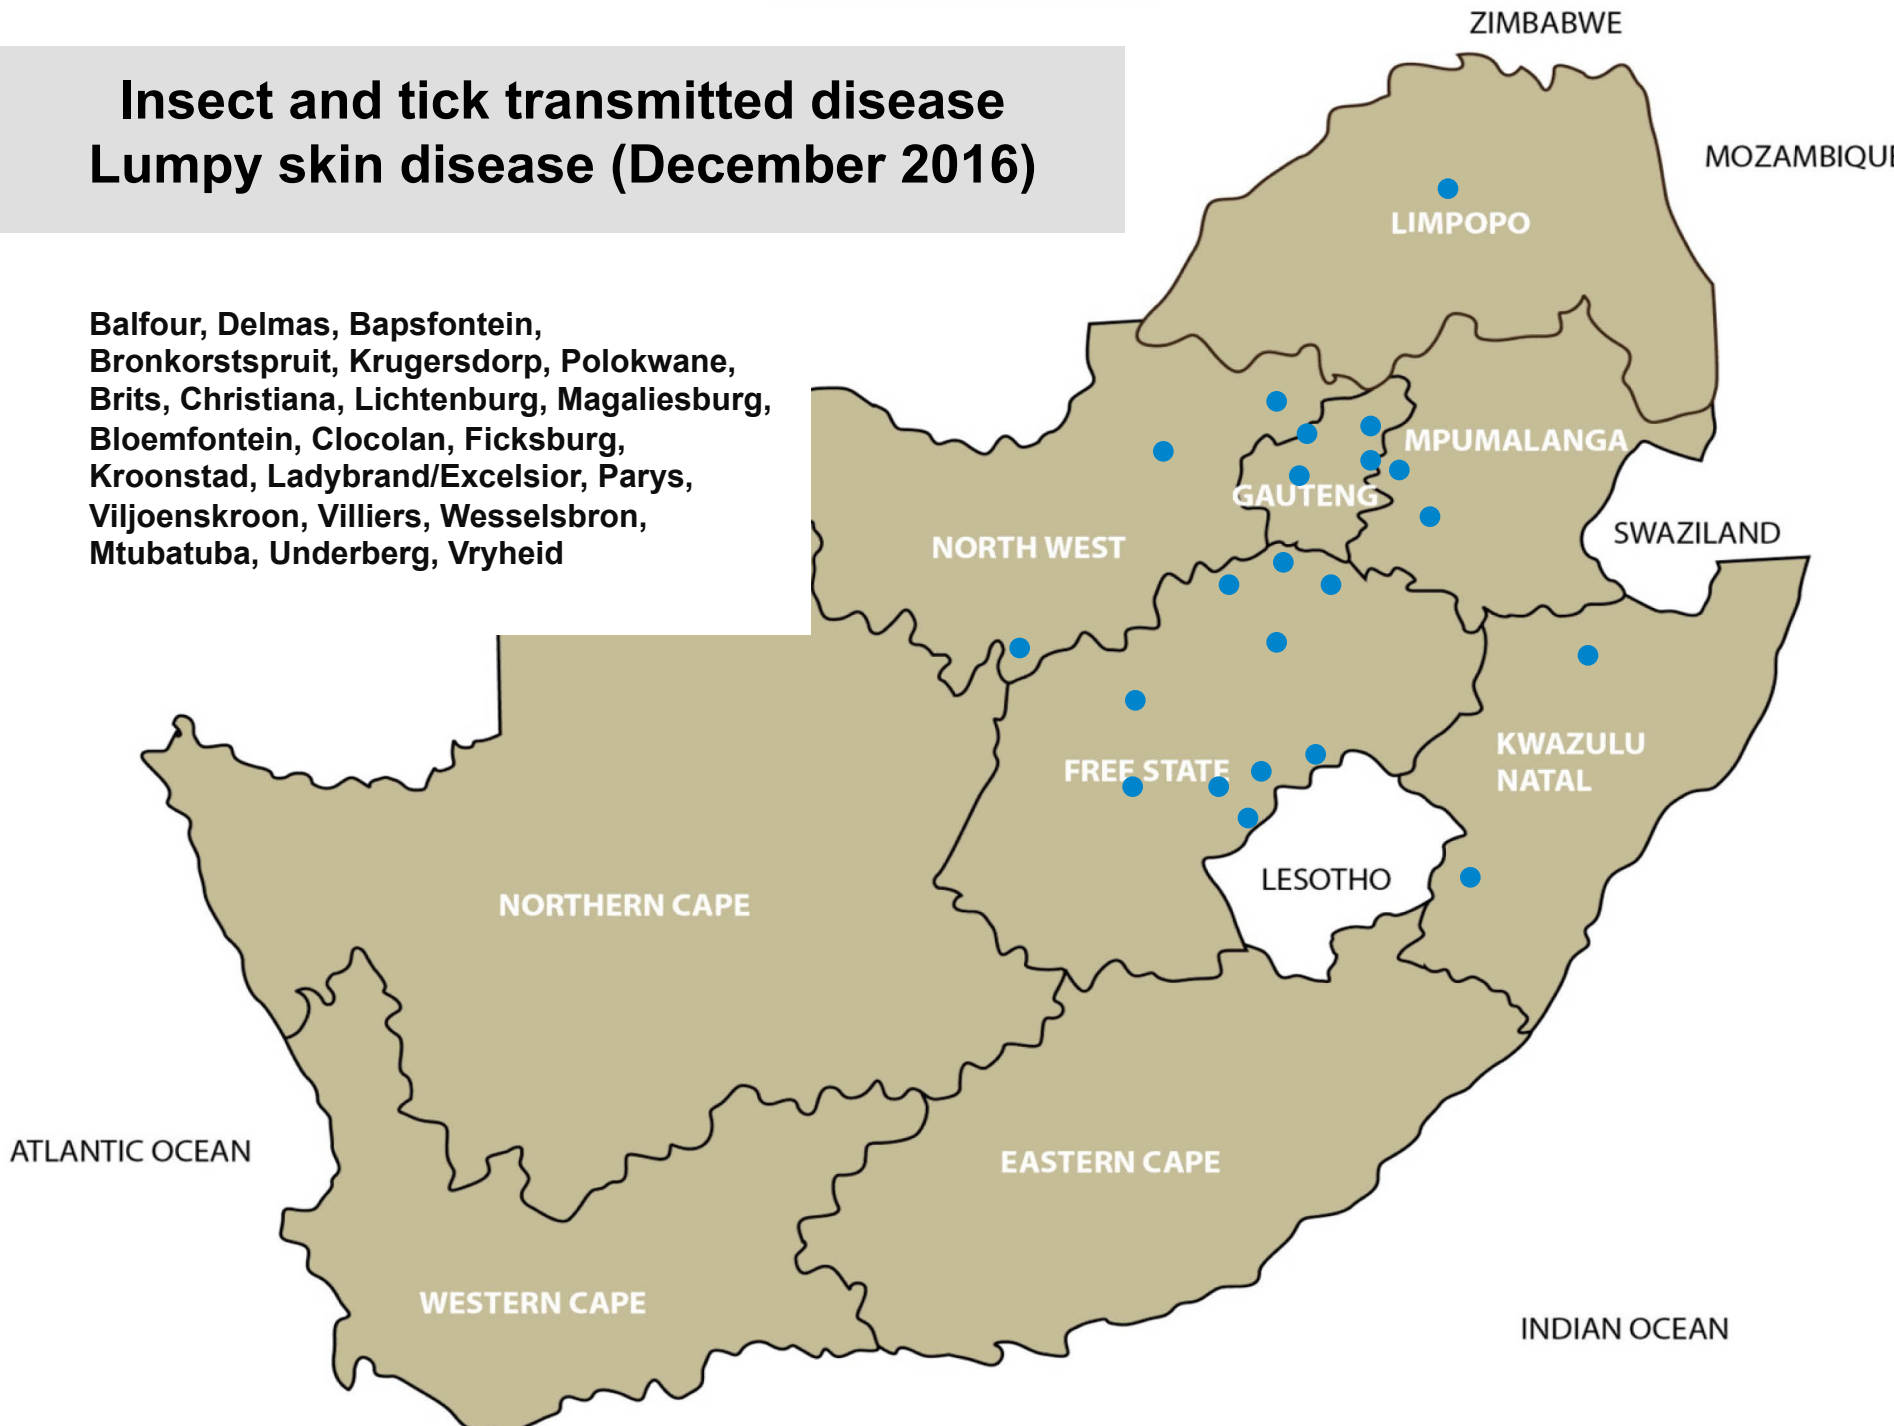 ZIMBABWE
Insect and tick transmitted disease
Lumpy skin disease (December 2016)
MOZAMBIQUE
LIMPOPO
Balfour, Delmas, Bapsfontein,
Bronkorstspruit, Krugersdorp, Polokwane,
Brits, Christiana, Lichtenburg, Magaliesburg,
Bloemfontein, Clocolan, Ficksburg,
Kroonstad, Ladybrand/Excelsior, Parys,
Viljoenskroon, Villiers, Wesselsbron,
Mtubatuba, Underberg, Vryheid
MPUMALANGA
GAUTENG
SWAZILAND
NORTH WEST
KWAZULU
NATAL
FREE STATE
LESOTHO
NORTHERN CAPE
ATLANTIC OCEAN
EASTERN CAPE
WESTERN CAPE
INDIAN OCEAN